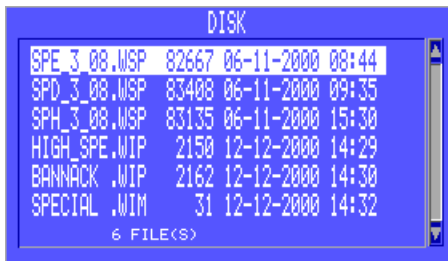 DISK
SPE_3_08.WSP 82667 06-11-2000 08:44
SPD_3_08.WSP 83408 06-11-2000 09:35
SPH_3_08.WSP 83135 06-11-2000 15:30
HIGH_SPE.WIP 2150 12-12-2000 14:29
BANNACK .WIP 2162 12-12-2000 14:30
SPECIAL .WIM 31 12-12-2000 14:32
6 FILE(S)